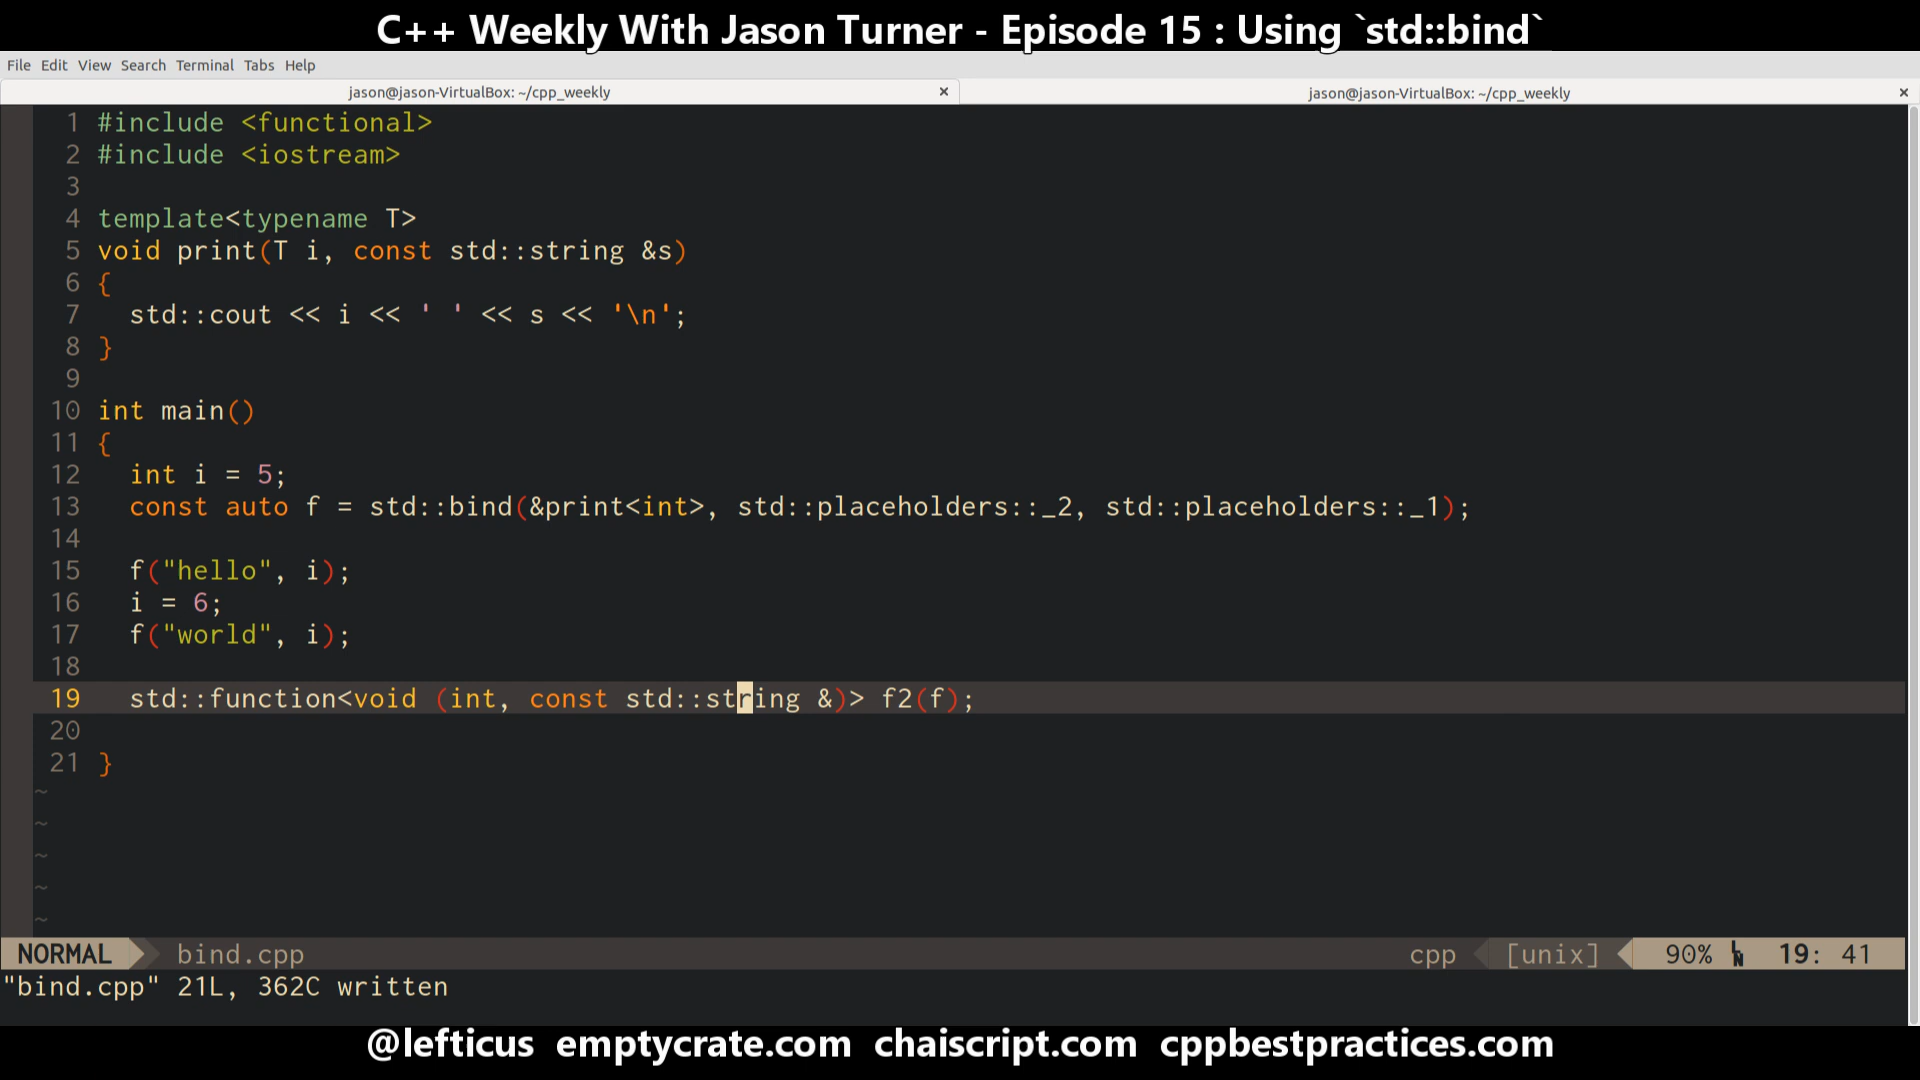 C++ Weekly With Jason Turner - Episode 15 : Using `std::bind`
File Edit View Search Terminal Tabs Help
jason@jason-VirtualBox: ~/cpp_weekly × jason@jason-VirtualBox: ~/cpp_weekly ×
1 #include <functional>
2 #include <iostream>
3
4 template<typename T>
5 void print(T i, const std::string &s)
6 {
7   std::cout << i << ' ' << s << '\n';
8 }
9
10 int main()
11 {
12   int i = 5;
13   const auto f = std::bind(&print<int>, std::placeholders::_2, std::placeholders::_1);
14
15   f("hello", i);
16   i = 6;
17   f("world", i);
18
19   std::function<void (int, const std::string &)> f2(f);
20
21 }
~
~
~
~
~
NORMAL bind.cpp cpp [unix] 90% LN 19: 41
"bind.cpp" 21L, 362C written
@lefticus emptycrate.com chaiscript.com cppbestpractices.com